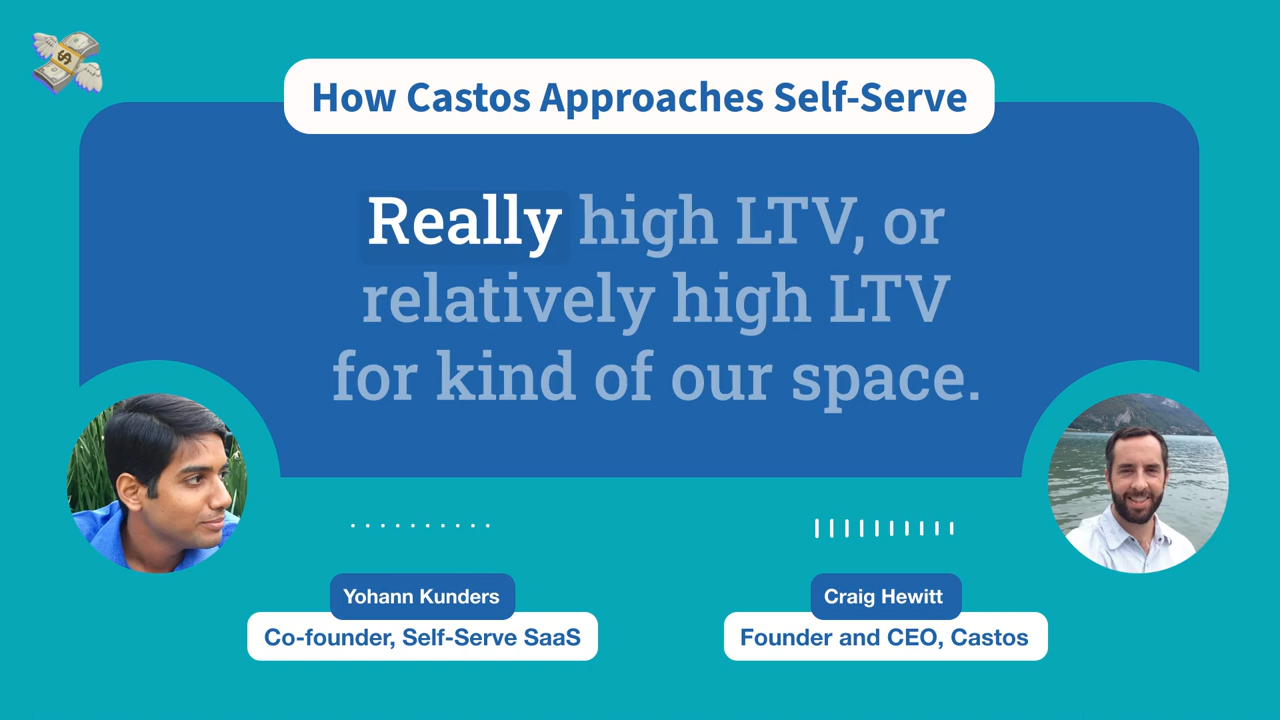 How Castos Approaches Self-Serve
Really high LTV, or
relatively high LTV
for kind of our space.
Yohann Kunders
Co-founder, Self-Serve SaaS
Craig Hewitt
Founder and CEO, Castos